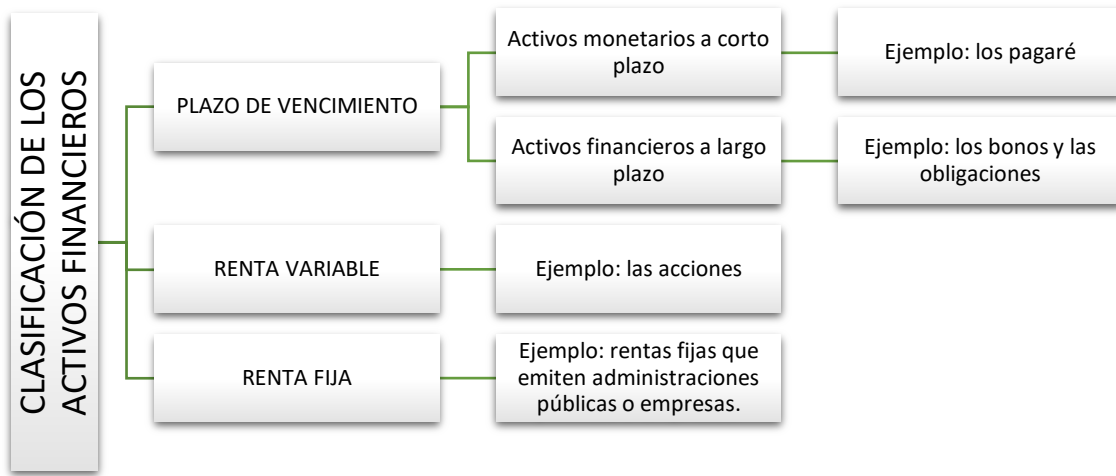 CLASIFICACIÓN DE LOS
ACTIVOS FINANCIEROS
PLAZO DE VENCIMIENTO
Activos monetarios a corto
plazo
Ejemplo: los pagaré
Activos financieros a largo
plazo
Ejemplo: los bonos y las
obligaciones
RENTA VARIABLE
Ejemplo: las acciones
RENTA FIJA
Ejemplo: rentas fijas que
emiten administraciones
públicas o empresas.